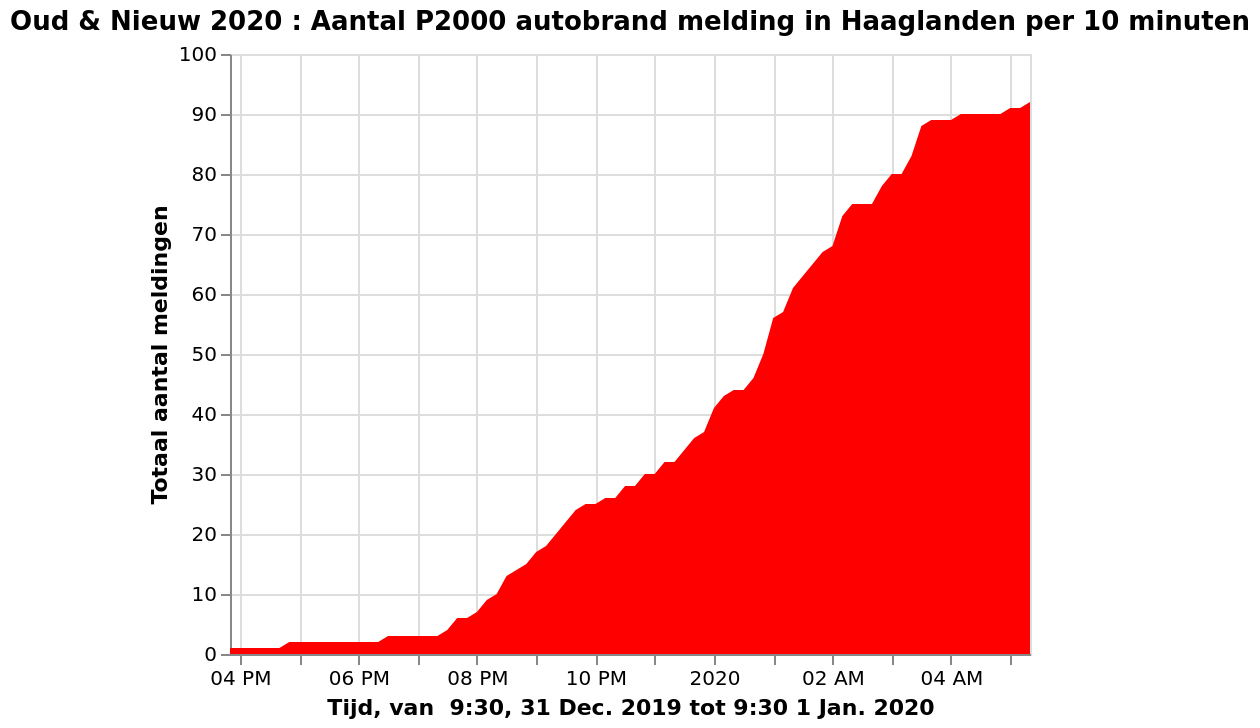 Oud & Nieuw 2020 : Aantal P2000 autobrand melding in Haaglanden per 10 minuten
100
90
80
70
60
50
40
30
20
10
0
Totaal aantal meldingen
04 PM 06 PM 08 PM 10 PM 2020 02 AM 04 AM
Tijd, van  9:30, 31 Dec. 2019 tot 9:30 1 Jan. 2020